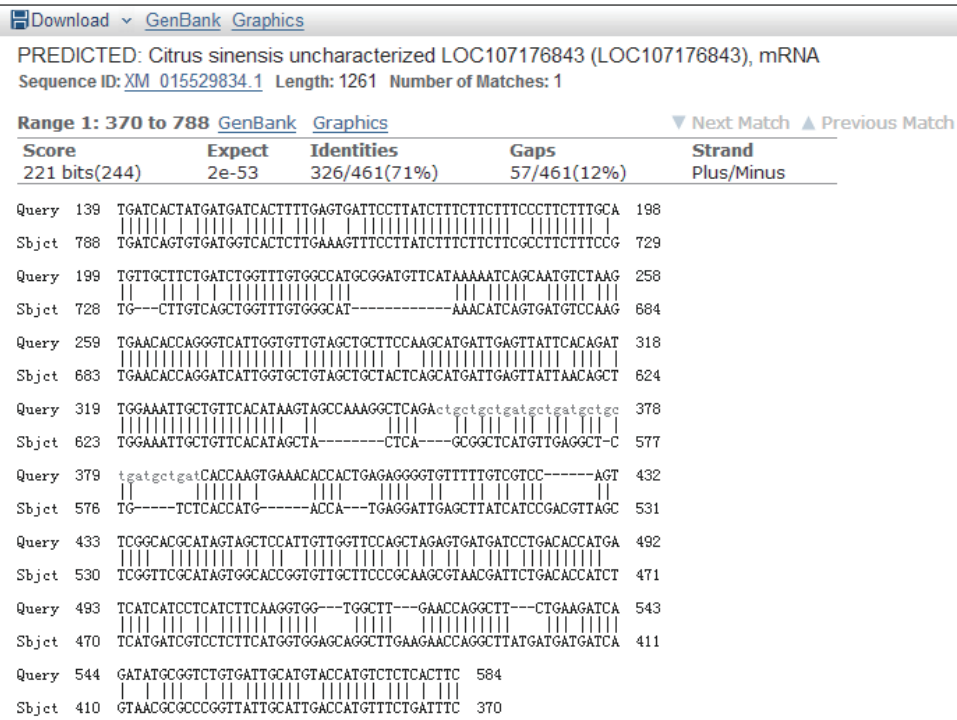 Download GenBank Graphics
PREDICTED: Citrus sinensis uncharacterized LOC107176843 (LOC107176843), mRNA
Sequence ID: XM_015529834.1 Length: 1261 Number of Matches: 1
Range 1: 370 to 788 GenBank Graphics ▼ Next Match ▲ Previous Match
Score Expect Identities Gaps Strand
221 bits(244) 2e-53 326/461(71%) 57/461(12%) Plus/Minus
Query 139 TGATCACTATGATGATCACTTTTGAGTGATTCCTTATCTTTCTTCTTTCCCTTCTTTGCA 198
Sbjct 788 TGATCAGTGTGATGGTCACTCTTGAAAGTTTCCTTATCTTTCTTCTTCGCCTTCTTTCCG 729
Query 199 TGTTGCTTCTGATCTGGTTTGTGGCCATGCGGATGTTCATAAAAATCAGCAATGTCTAAG 258
Sbjct 728 TG---CTTGTCAGCTGGTTTGTGGGCAT------------AAACATCAGTGATGTCCAAG 684
Query 259 TGAACACCAGGGTCATTGGTGTTGTAGCTGCTTCCAAGCATGATTGAGTTATTCACAGAT 318
Sbjct 683 TGAACACCAGGATCATTGGTGCTGTAGCTGCTACTCAGCATGATTGAGTTATTAACAGCT 624
Query 319 TGGAAATTGCTGTTCACATAAGTAGCCAAAGGCTCAGActgctgctgatgctgatgctgc 378
Sbjct 623 TGGAAATTGCTGTTCACATAGCTA--------CTCA----GCGGCTCATGTTGAGGCT-C 577
Query 379 tgatgctgatCACCAAGTGAAACACCACTGAGAGGGGTGTTTTTGTCGTCC------AGT 432
Sbjct 576 TG-----TCTCACCATG------ACCA---TGAGGATTGAGCTTATCATCCGACGTTAGC 531
Query 433 TCGGCACGCATAGTAGCTCCATTGTTGGTTCCAGCTAGAGTGATGATCCTGACACCATGA 492
Sbjct 530 TCGGTTCGCATAGTGGCACCGGTGTTGCTTCCCGCAAGCGTAACGATTCTGACACCATCT 471
Query 493 TCATCATCCTCATCTTCAAGGTGG---TGGCTT---GAACCAGGCTT---CTGAAGATCA 543
Sbjct 470 TCATGATCGTCCTCTTCATGGTGGAGCAGGCTTGAAGAACCAGGCTTATGATGATGATCA 411
Query 544 GATATGCGGTCTGTGATTGCATGTACCATGTCTCTCACTTC 584
Sbjct 410 GTAACGCGCCCGGTTATTGCATTGACCATGTTTCTGATTTC 370